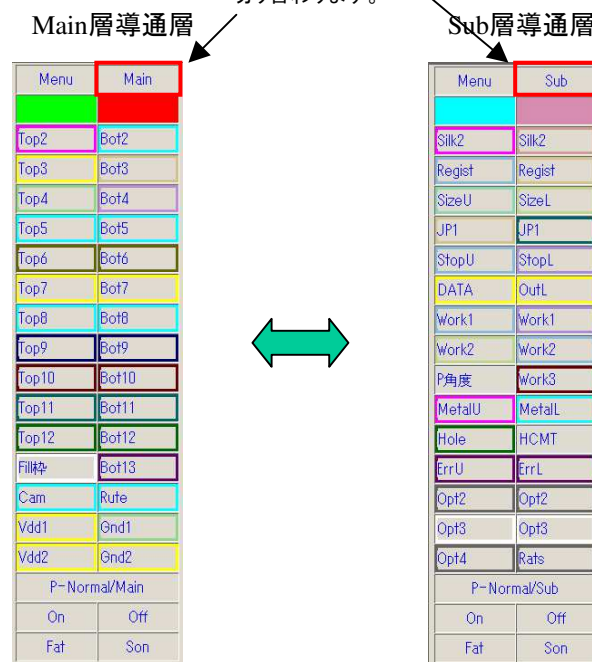 Main層導通層
Menu Main
Top2 Bot2
Top3 Bot3
Top4 Bot4
Top5 Bot5
Top6 Bot6
Top7 Bot7
Top8 Bot8
Top9 Bot9
Top10 Bot10
Top11 Bot11
Top12 Bot12
Fill枠 Bot13
Cam Rute
Vdd1 Gnd1
Vdd2 Gnd2
P-Normal/Main
On Off
Fat Son
Sub層導通層
Menu Sub
Silk2 Silk2
Regist Regist
SizeU SizeL
JP1 JP1
StopU StopL
DATA OutL
Work1 Work1
Work2 Work2
P角度 Work3
MetalU MetalL
Hole HCMT
ErrU ErrL
Opt2 Opt2
Opt3 Opt3
Opt4 Rats
P-Normal/Sub
On Off
Fat Son